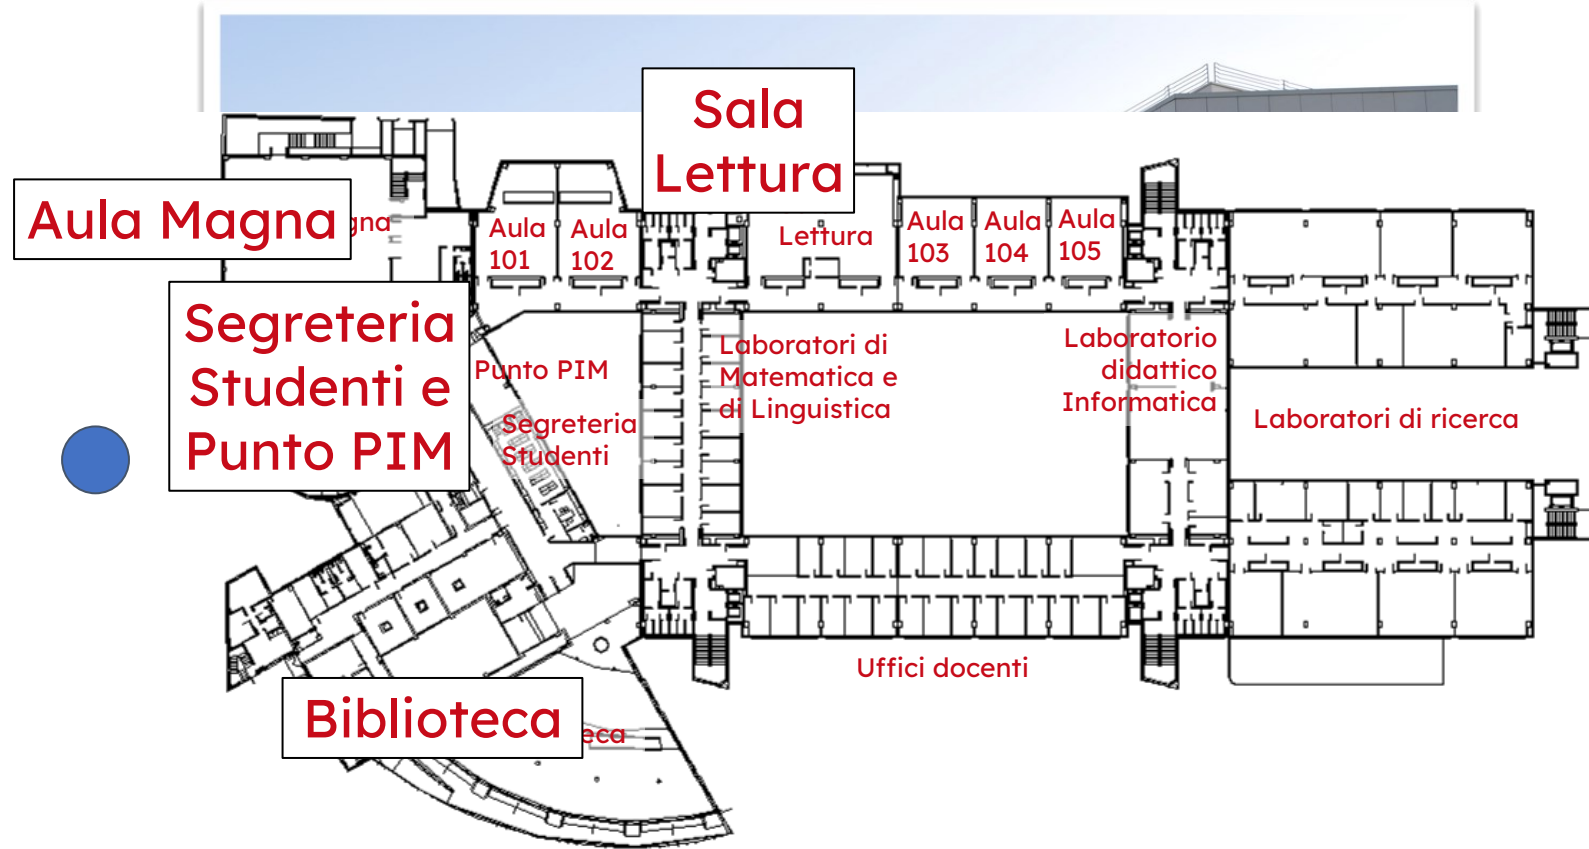 Sala
Lettura
Aula Magna
gna
Aula
101
Aula
102
Lettura
Aula
103
Aula
104
Aula
105
Segreteria
Studenti e
Punto PIM
Punto PIM
Segreteria
Studenti
Laboratori di
Matematica e
di Linguistica
Laboratorio
didattico
Informatica
Laboratori di ricerca
Uffici docenti
Biblioteca
eca